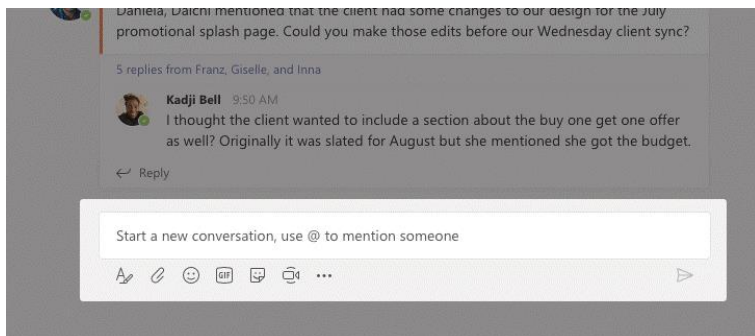 Daniela, Daichi mentioned that the client had some changes to our design for the July
promotional splash page. Could you make those edits before our Wednesday client sync?
5 replies from Franz, Giselle, and Inna
Kadji Bell 9:50 AM
I thought the client wanted to include a section about the buy one get one offer
as well? Originally it was slated for August but she mentioned she got the budget.
Reply
Start a new conversation, use @ to mention someone
GIF